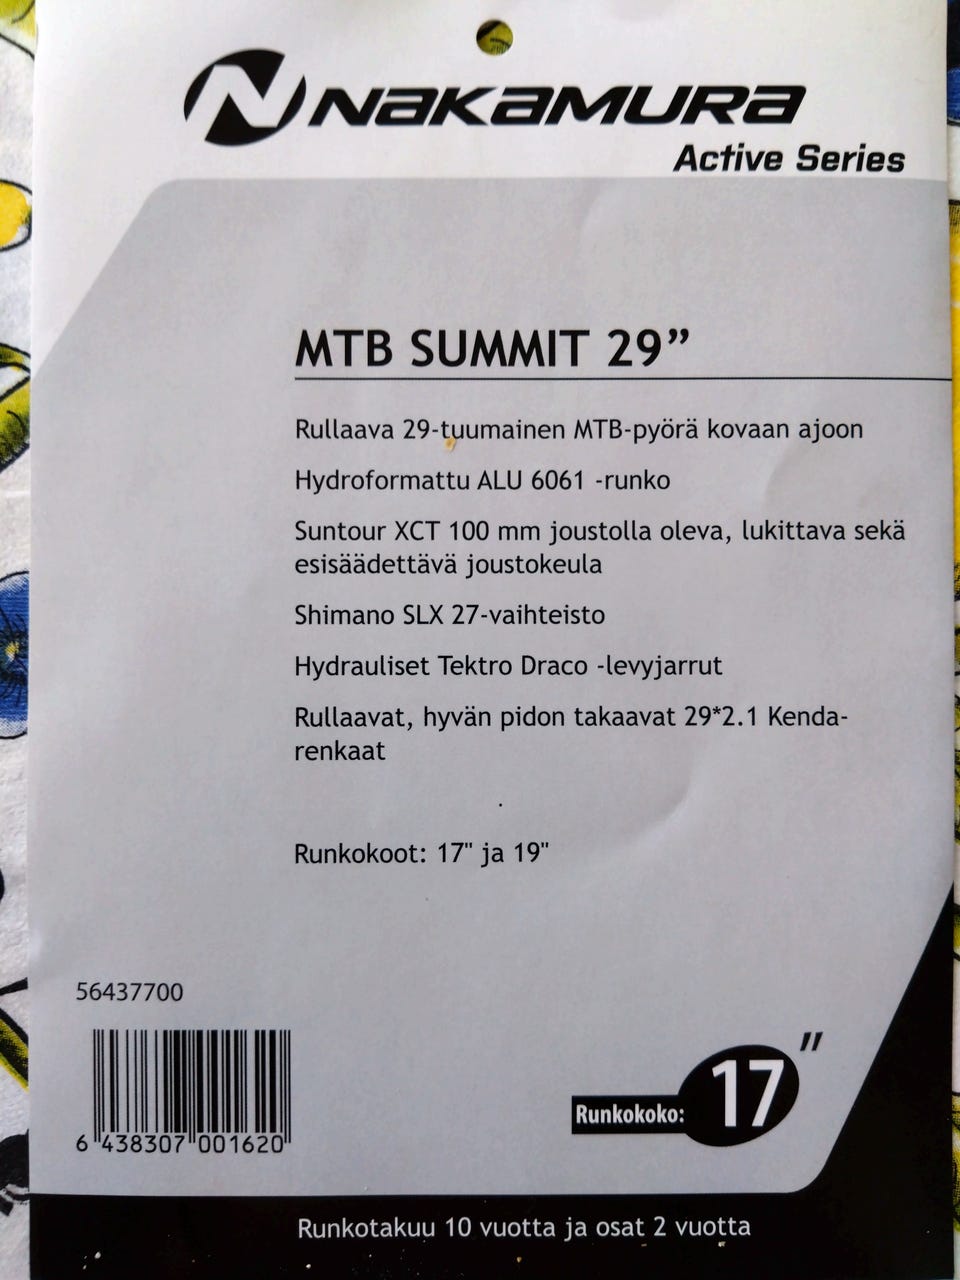 NAKAMURA
Active Series
MTB SUMMIT 29”
Rullaava 29-tuumainen MTB-pyörä kovaan ajoon
Hydroformattu ALU 6061 -runko
Suntour XCT 100 mm joustolla oleva, lukittava sekä
esisäädettävä joustokeula
Shimano SLX 27-vaihteisto
Hydrauliset Tektro Draco -levyjarrut
Rullaavat, hyvän pidon takaavat 29*2.1 Kenda-
renkaat
Runkokoot: 17" ja 19"
56437700
6 438307 001620
Runkokoko: 17”
Runkotakuu 10 vuotta ja osat 2 vuotta